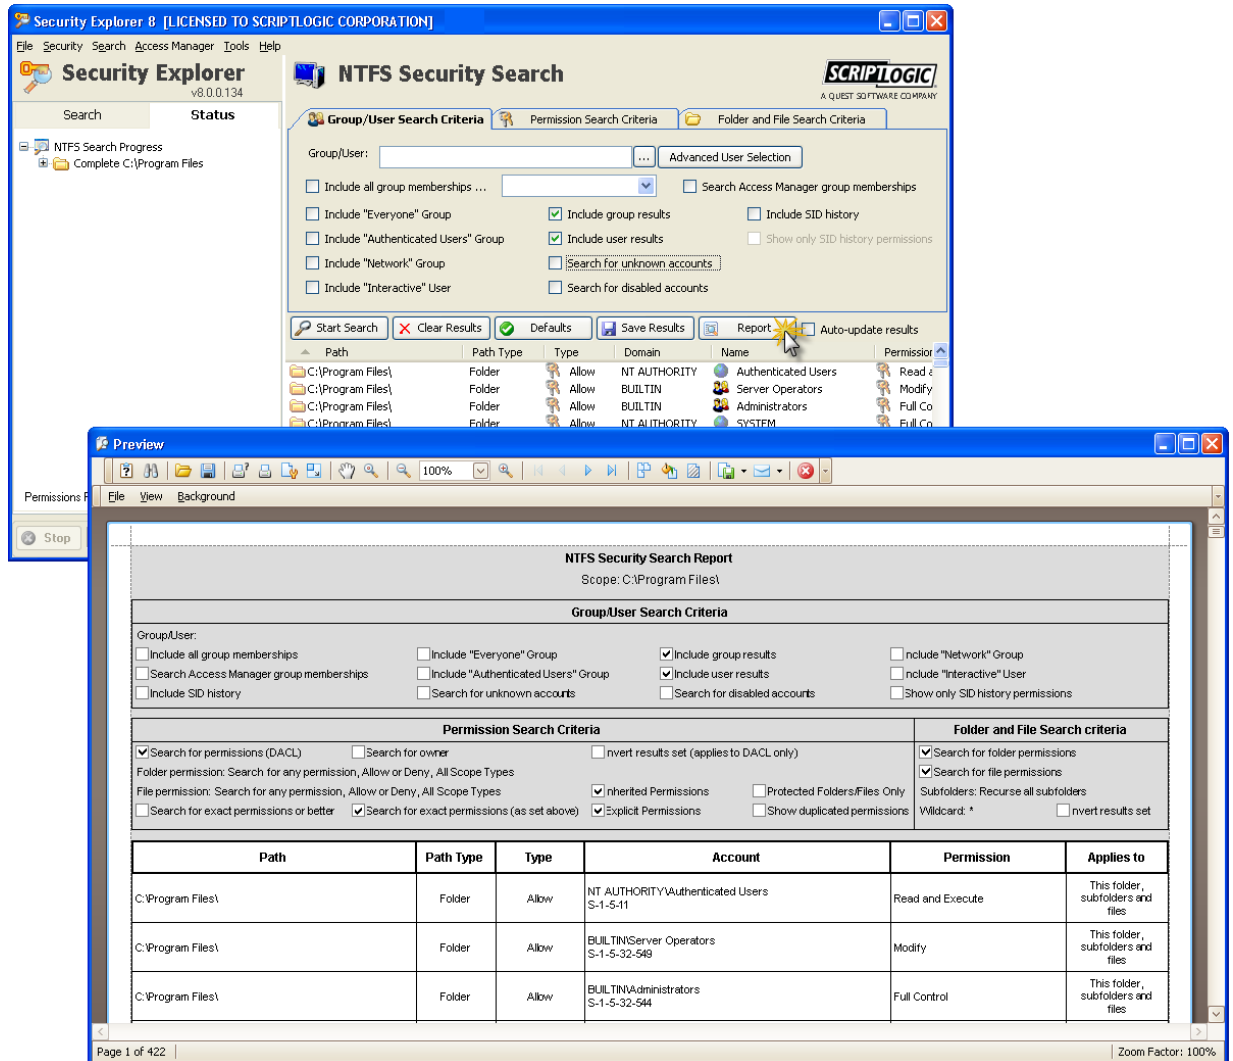 Security Explorer 8 [LICENSED TO SCRIPTLOGIC CORPORATION]
File Security Search Access Manager Tools Help
Security Explorer
v8.0.0.134
Search Status
NTFS Search Progress
Complete C:\Program Files
NTFS Security Search
SCRIPTLOGIC
A QUEST SOFTWARE COMPANY
Group/User Search Criteria Permission Search Criteria Folder and File Search Criteria
Group/User: ... Advanced User Selection
Include all group memberships ... Search Access Manager group memberships
Include "Everyone" Group Include group results Include SID history
Include "Authenticated Users" Group Include user results Show only SID history permissions
Include "Network" Group Search for unknown accounts
Include "Interactive" User Search for disabled accounts
Start Search Clear Results Defaults Save Results Report Auto-update results
Path Path Type Type Domain Name Permission
C:\Program Files\ Folder Allow NT AUTHORITY Authenticated Users Read a
C:\Program Files\ Folder Allow BUILTIN Server Operators Modify
C:\Program Files\ Folder Allow BUILTIN Administrators Full Co
C:\Program Files\ Folder Allow NT AUTHORITY SYSTEM Full Co
Permissions F
Stop
Preview
100%
File View Background
NTFS Security Search Report
Scope: C:\Program Files\
Group/User Search Criteria
Group/User:
Include all group memberships Include "Everyone" Group Include group results nclude "Network" Group
Search Access Manager group memberships Include "Authenticated Users" Group Include user results nclude "Interactive" User
Include SID history Search for unknown accounts Search for disabled accounts Show only SID history permissions
Permission Search Criteria Folder and File Search criteria
Search for permissions (DACL) Search for owner nvert results set (applies to DACL only) Search for folder permissions
Folder permission: Search for any permission, Allow or Deny, All Scope Types Search for file permissions
File permission: Search for any permission, Allow or Deny, All Scope Types nherited Permissions Protected Folders/Files Only Subfolders: Recurse all subfolders
Search for exact permissions or better Search for exact permissions (as set above) Explicit Permissions Show duplicated permissions Wildcard: * nvert results set
Path Path Type Type Account Permission Applies to
C:\Program Files\ Folder Allow NT AUTHORITY\Authenticated Users S-1-5-11 Read and Execute This folder, subfolders and files
C:\Program Files\ Folder Allow BUILTIN\Server Operators S-1-5-32-549 Modify This folder, subfolders and files
C:\Program Files\ Folder Allow BUILTIN\Administrators S-1-5-32-544 Full Control This folder, subfolders and files
Page 1 of 422 Zoom Factor: 100%